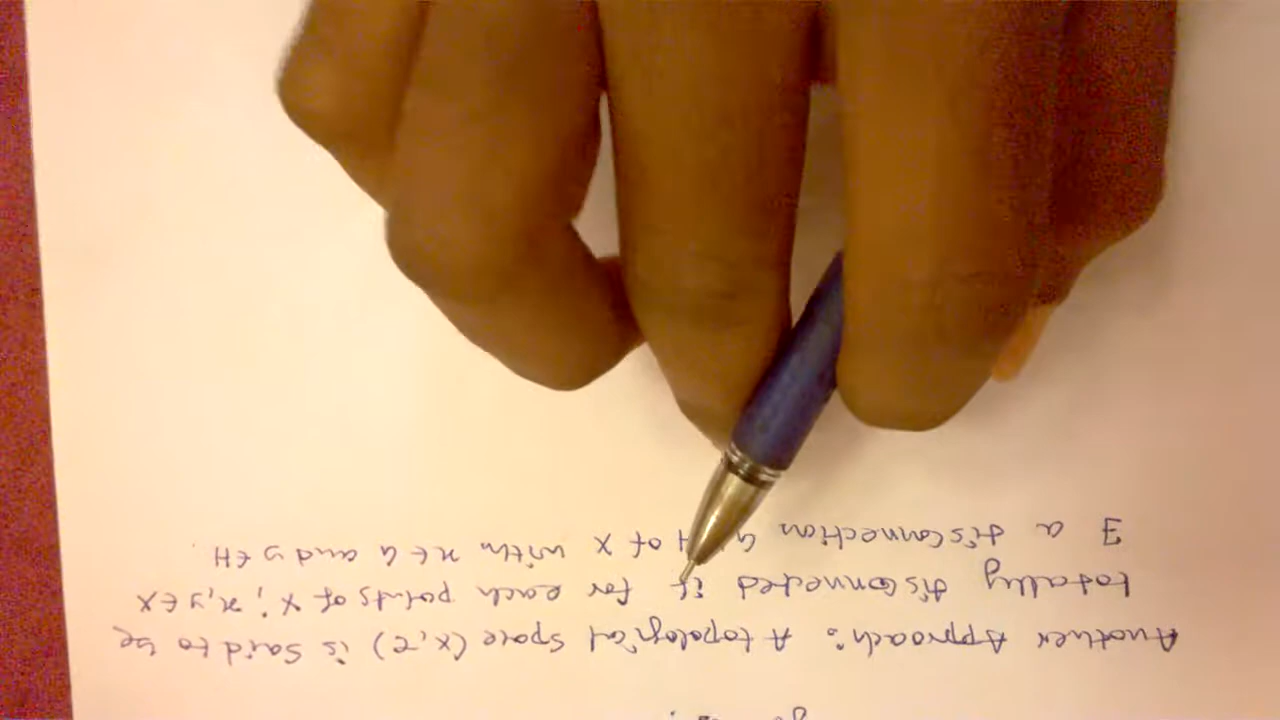 Another Approach: A topological space (X, τ) is said to be
totally disconnected if for each points of X; x, y ∈ X
∃ a disconnection G of X with x ∈ G and y ∈ H.